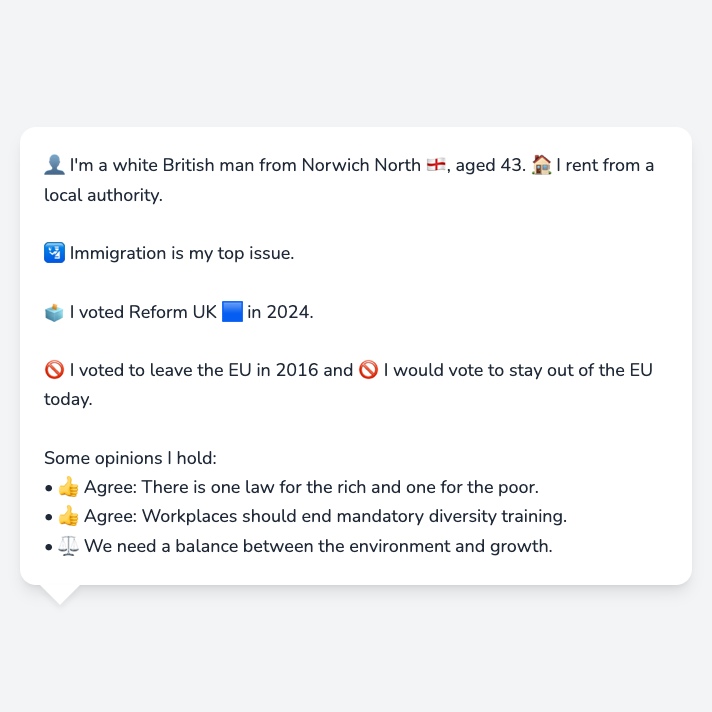 👤 I'm a white British man from Norwich North 🏴󠁧󠁢󠁥󠁮󠁧󠁿, aged 43. 🏠 I rent from a
local authority.
🛂 Immigration is my top issue.
🗳️ I voted Reform UK 🟦 in 2024.
🚫 I voted to leave the EU in 2016 and 🚫 I would vote to stay out of the EU
today.
Some opinions I hold:
• 👍 Agree: There is one law for the rich and one for the poor.
• 👍 Agree: Workplaces should end mandatory diversity training.
• ⚖️ We need a balance between the environment and growth.